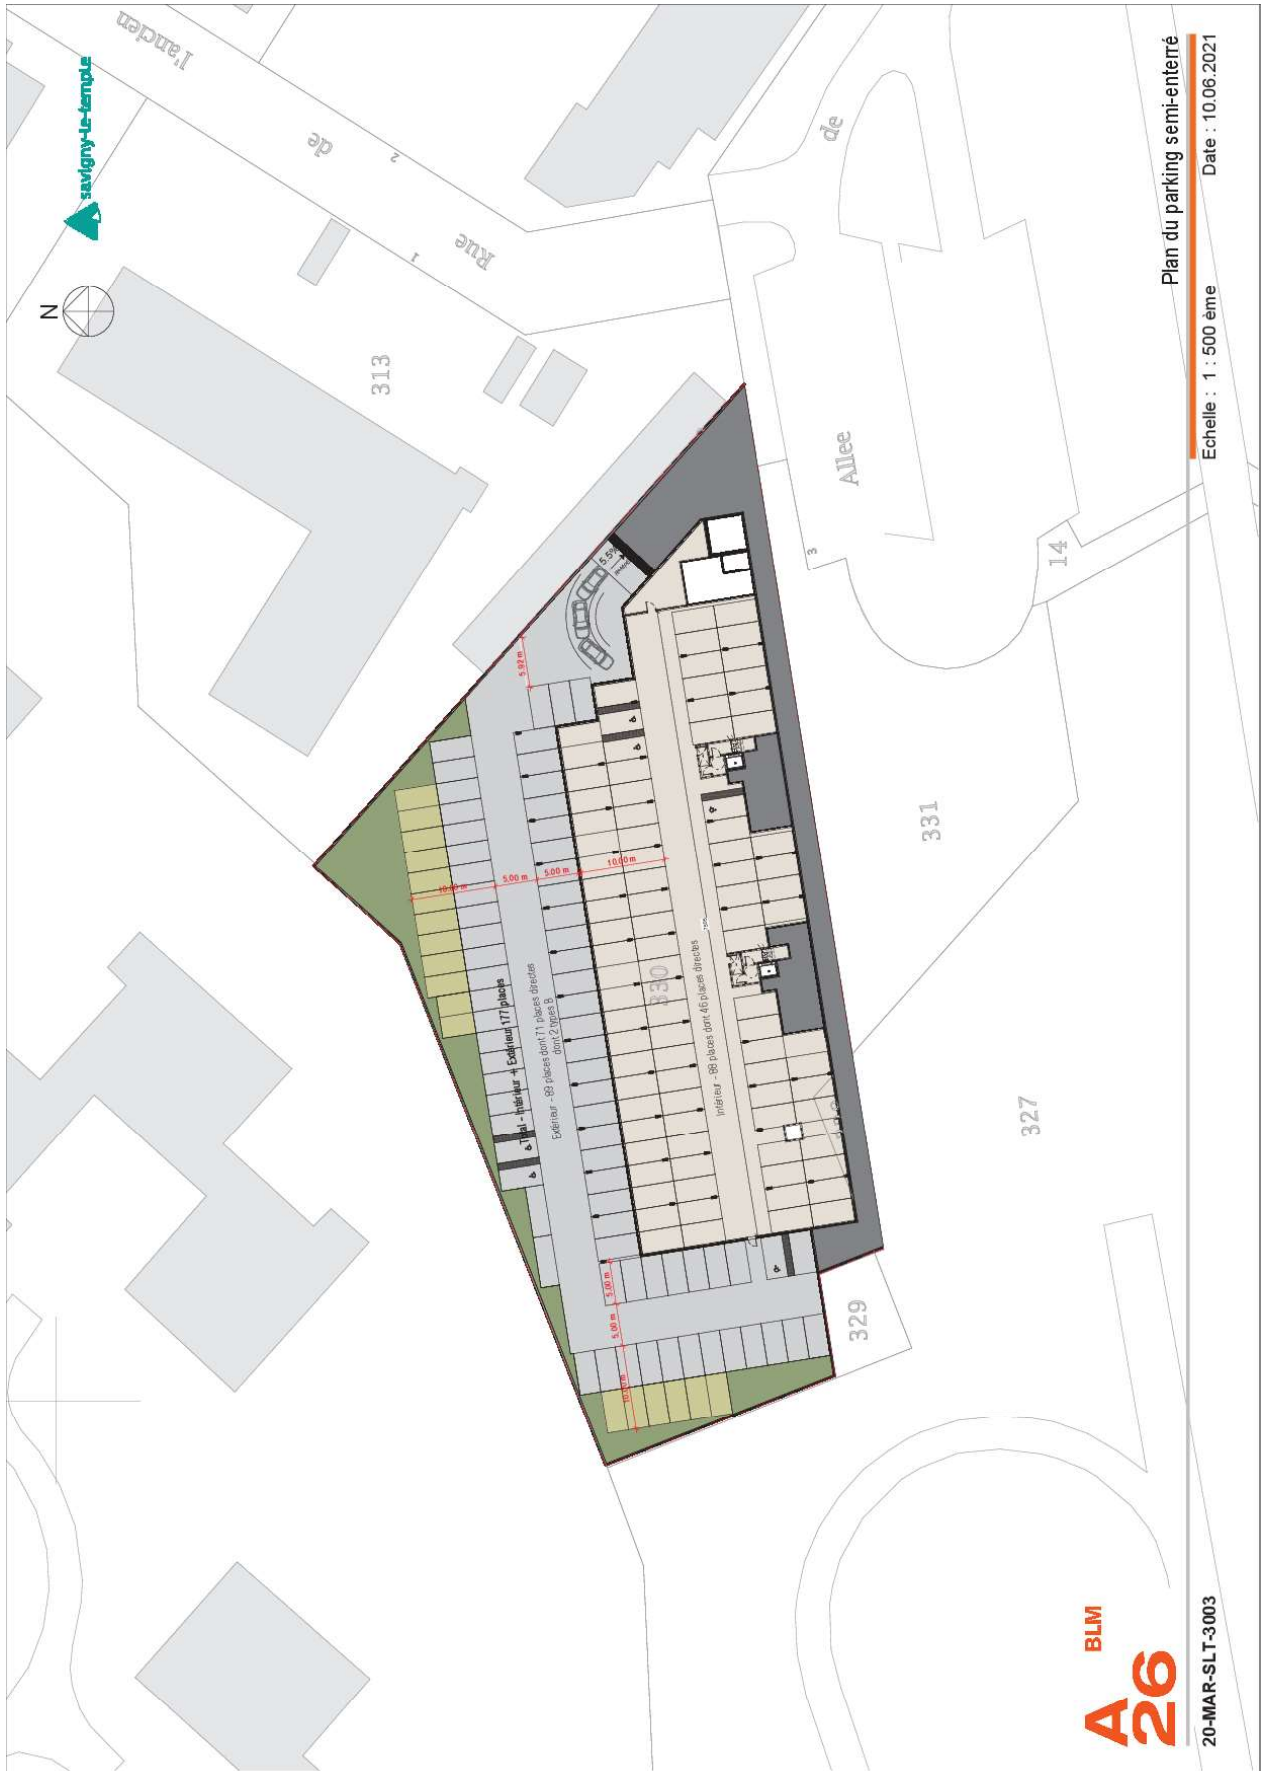 savigny-le-temple
N
l'ancien
de
Rue
2
1
313
de
Allee
3
14
331
330
327
329
5.5%
5.92 m
10.00 m
5.00 m
5.00 m
10.00 m
Total - Intérieur + Extérieur 177 places
Extérieur - 89 places dont 71 places directes
dont 2 types B
Intérieur - 88 places dont 46 places directes
5.00 m
5.00 m
10.00 m
Plan du parking semi-enterré
Echelle : 1 : 500 ème
Date : 10.06.2021
A
26
BLM
20-MAR-SLT-3003